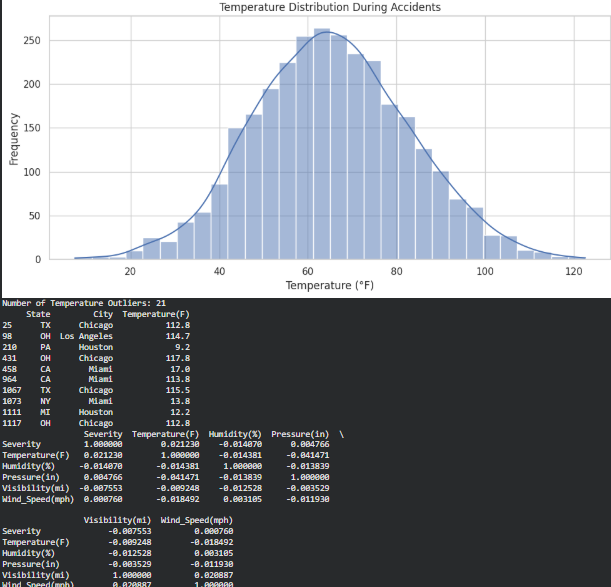 Temperature Distribution During Accidents
250
200
150
100
50
0
Frequency
20 40 60 80 100 120
Temperature (°F)
Number of Temperature Outliers: 21
State City Temperature(F)
25 TX Chicago 112.8
98 OH Los Angeles 114.7
210 PA Houston 9.2
431 OH Chicago 117.8
458 CA Miami 17.0
964 CA Miami 113.8
1067 TX Chicago 115.5
1073 NY Miami 13.8
1111 MI Houston 12.2
1117 OH Chicago 112.8
Severity Temperature(F) Humidity(%) Pressure(in) \
Severity 1.000000 0.021230 -0.014070 0.004766
Temperature(F) 0.021230 1.000000 -0.014381 -0.041471
Humidity(%) -0.014070 -0.014381 1.000000 -0.013839
Pressure(in) 0.004766 -0.041471 -0.013839 1.000000
Visibility(mi) -0.007553 -0.009248 -0.012528 -0.003529
Wind_Speed(mph) 0.000760 -0.018492 0.003105 -0.011930
Visibility(mi) Wind_Speed(mph)
Severity -0.007553 0.000760
Temperature(F) -0.009248 -0.018492
Humidity(%) -0.012528 0.003105
Pressure(in) -0.003529 -0.011930
Visibility(mi) 1.000000 0.020887
Wind_Speed(mph) 0.020887 1.000000